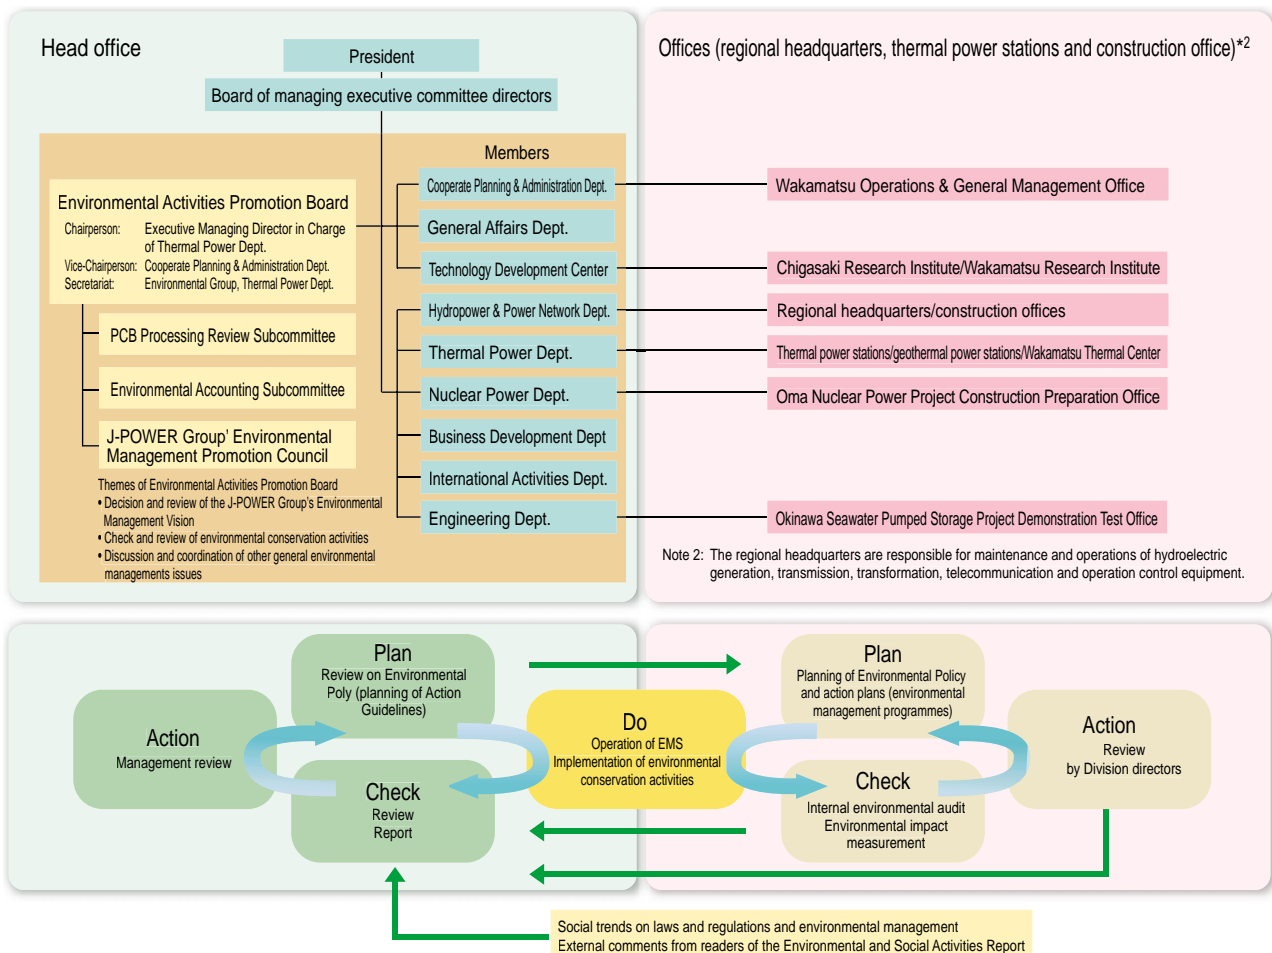 Head office
President
Board of managing executive committee directors
Members
Environmental Activities Promotion Board
Chairperson: Executive Managing Director in Charge
of Thermal Power Dept.
Vice-Chairperson: Cooperate Planning & Administration Dept.
Secretariat: Environmental Group, Thermal Power Dept.
PCB Processing Review Subcommittee
Environmental Accounting Subcommittee
J-POWER Group' Environmental
Management Promotion Council
Themes of Environmental Activities Promotion Board
• Decision and review of the J-POWER Group's Environmental
Management Vision
• Check and review of environmental conservation activities
• Discussion and coordination of other general environmental
managements issues
Cooperate Planning & Administration Dept.
General Affairs Dept.
Technology Development Center
Hydropower & Power Network Dept.
Thermal Power Dept.
Nuclear Power Dept.
Business Development Dept
International Activities Dept.
Engineering Dept.
Offices (regional headquarters, thermal power stations and construction office)*2
Wakamatsu Operations & General Management Office
Chigasaki Research Institute/Wakamatsu Research Institute
Regional headquarters/construction offices
Thermal power stations/geothermal power stations/Wakamatsu Thermal Center
Oma Nuclear Power Project Construction Preparation Office
Okinawa Seawater Pumped Storage Project Demonstration Test Office
Note 2: The regional headquarters are responsible for maintenance and operations of hydroelectric
generation, transmission, transformation, telecommunication and operation control equipment.
Action
Management review
Plan
Review on Environmental
Poly (planning of Action
Guidelines)
Check
Review
Report
Do
Operation of EMS
Implementation of environmental
conservation activities
Plan
Planning of Environmental Policy
and action plans (environmental
management programmes)
Check
Internal environmental audit
Environmental impact
measurement
Action
Review
by Division directors
Social trends on laws and regulations and environmental management
External comments from readers of the Environmental and Social Activities Report